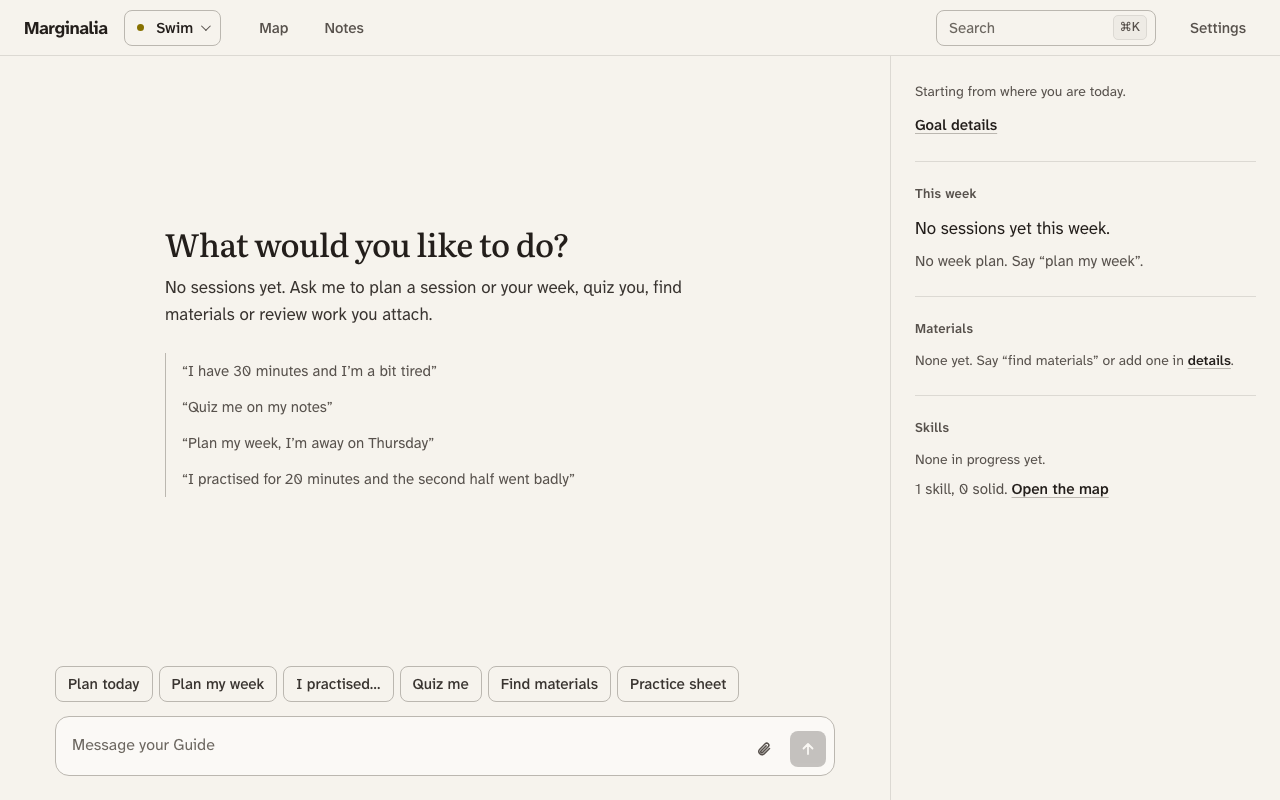 Marginalia
Swim
Map
Notes
Search
⌘K
Settings
What would you like to do?
No sessions yet. Ask me to plan a session or your week, quiz you, find
materials or review work you attach.
“I have 30 minutes and I’m a bit tired”
“Quiz me on my notes”
“Plan my week, I’m away on Thursday”
“I practised for 20 minutes and the second half went badly”
Plan today
Plan my week
I practised...
Quiz me
Find materials
Practice sheet
Message your Guide
Starting from where you are today.
Goal details
This week
No sessions yet this week.
No week plan. Say “plan my week”.
Materials
None yet. Say “find materials” or add one in details.
Skills
None in progress yet.
1 skill, 0 solid. Open the map